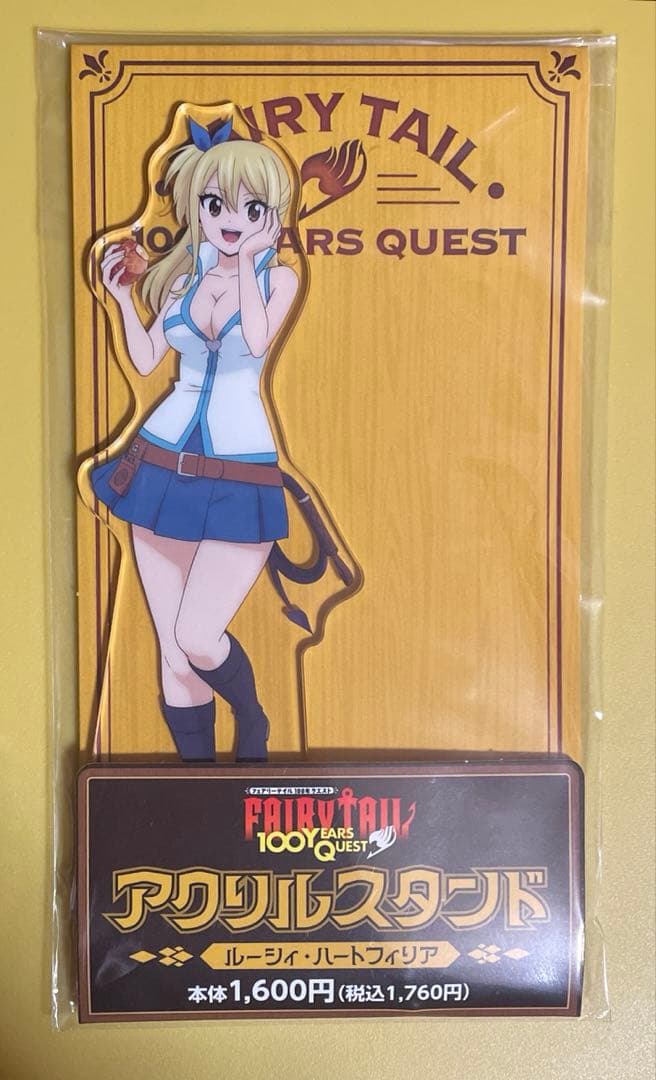 FAIRY TAIL
100 YEARS QUEST
フェアリーテイル 100年クエスト
FAIRY TAIL
100 YEARS QUEST
アクリルスタンド
ルーシィ・ハートフィリア
本体1,600円(税込1,760円)